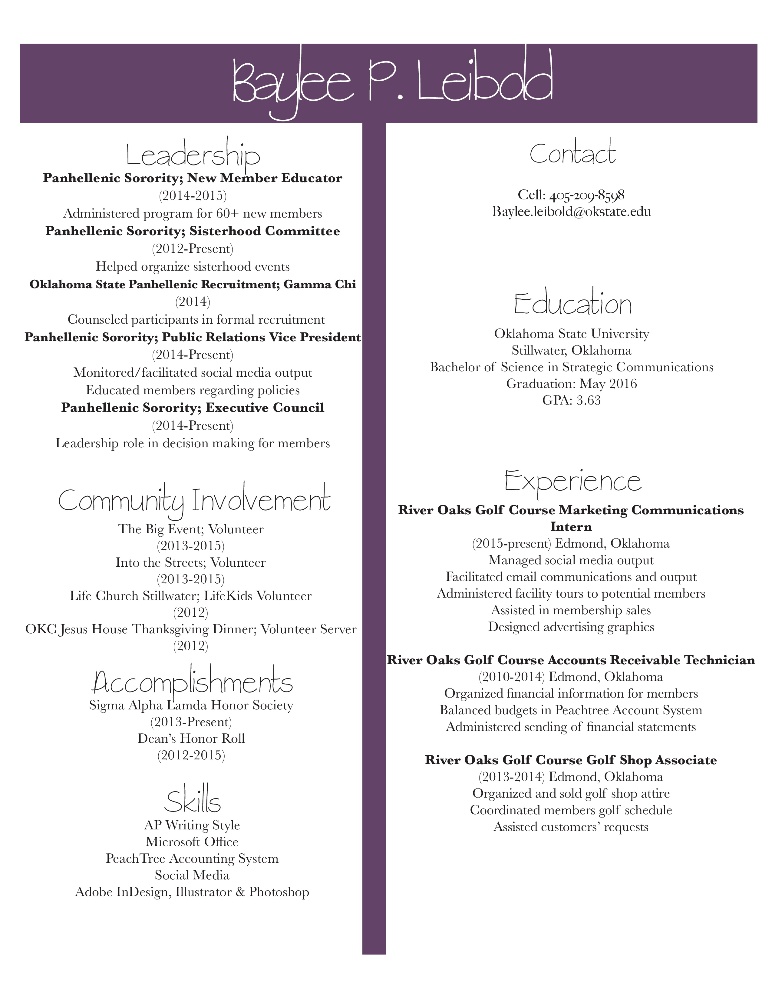 Baylee P. Leibold
Leadership
Panhellenic Sorority; New Member Educator
(2014-2015)
Administered program for 60+ new members
Panhellenic Sorority; Sisterhood Committee
(2012-Present)
Helped organize sisterhood events
Oklahoma State Panhellenic Recruitment; Gamma Chi
(2014)
Counseled participants in formal recruitment
Panhellenic Sorority; Public Relations Vice President
(2014-Present)
Monitored/facilitated social media output
Educated members regarding policies
Panhellenic Sorority; Executive Council
(2014-Present)
Leadership role in decision making for members
Community Involvement
The Big Event; Volunteer
(2013-2015)
Into the Streets; Volunteer
(2013-2015)
Life Church Stillwater; LifeKids Volunteer
(2012)
OKC Jesus House Thanksgiving Dinner; Volunteer Server
(2012)
Accomplishments
Sigma Alpha Lamda Honor Society
(2013-Present)
Dean's Honor Roll
(2012-2015)
Skills
AP Writing Style
Microsoft Office
PeachTree Accounting System
Social Media
Adobe InDesign, Illustrator & Photoshop
Contact
Cell: 405-209-8598
Baylee.leibold@okstate.edu
Education
Oklahoma State University
Stillwater, Oklahoma
Bachelor of Science in Strategic Communications
Graduation: May 2016
GPA: 3.63
Experience
River Oaks Golf Course Marketing Communications
Intern
(2015-present) Edmond, Oklahoma
Managed social media output
Facilitated email communications and output
Administered facility tours to potential members
Assisted in membership sales
Designed advertising graphics
River Oaks Golf Course Accounts Receivable Technician
(2010-2014) Edmond, Oklahoma
Organized financial information for members
Balanced budgets in Peachtree Account System
Administered sending of financial statements
River Oaks Golf Course Golf Shop Associate
(2013-2014) Edmond, Oklahoma
Organized and sold golf shop attire
Coordinated members golf schedule
Assisted customers' requests